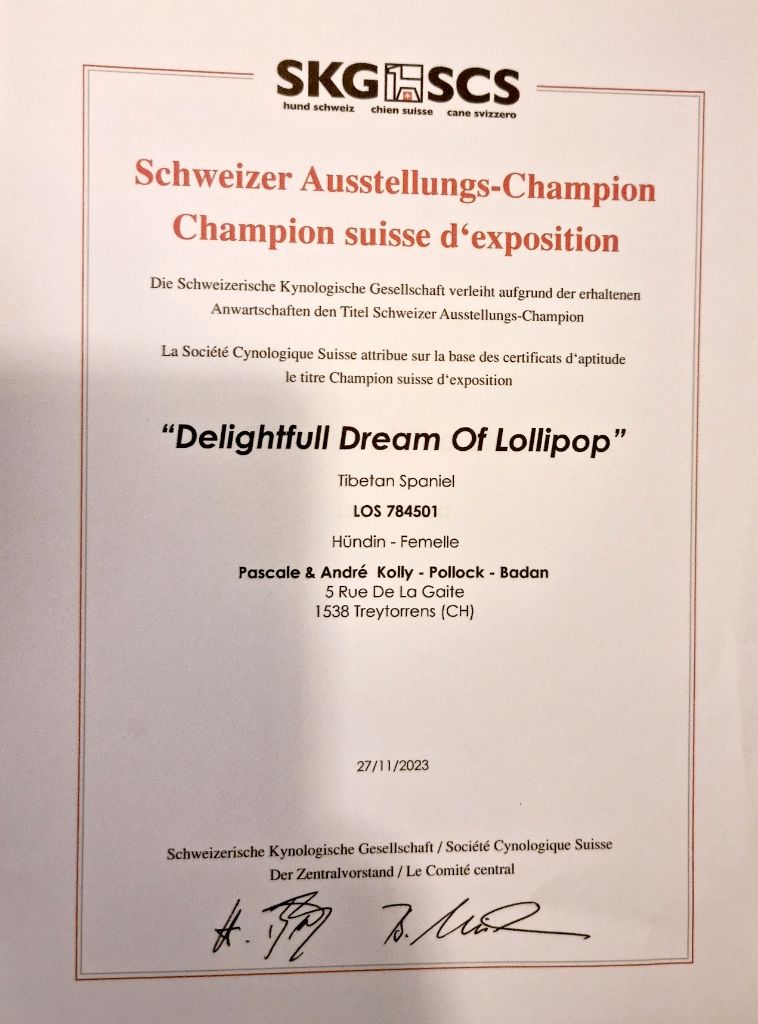 SKG SCS
hund schweiz chien suisse cane svizzero
Schweizer Ausstellungs-Champion
Champion suisse d‘exposition
Die Schweizerische Kynologische Gesellschaft verleiht aufgrund der erhaltenen
Anwartschaften den Titel Schweizer Ausstellungs-Champion
La Société Cynologique Suisse attribue sur la base des certificats d‘aptitude
le titre Champion suisse d‘exposition
“Delightfull Dream Of Lollipop”
Tibetan Spaniel
LOS 784501
Hündin - Femelle
Pascale & André Kolly - Pollock - Badan
5 Rue De La Gaite
1538 Treytorrens (CH)
27/11/2023
Schweizerische Kynologische Gesellschaft / Société Cynologique Suisse
Der Zentralvorstand / Le Comité central